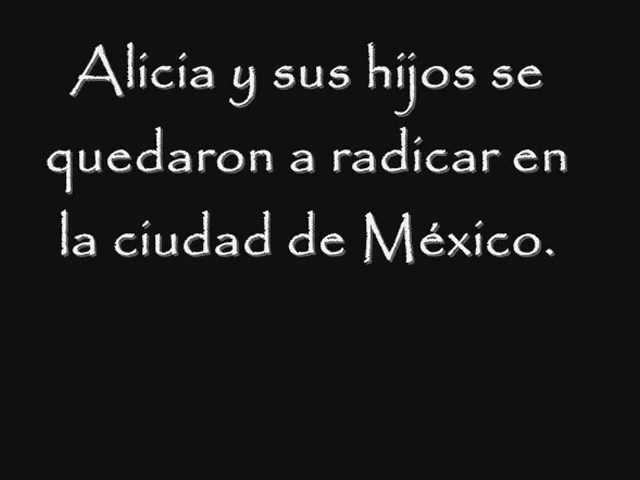 Alicia y sus hijos se
quedaron a radicar en
la ciudad de México.